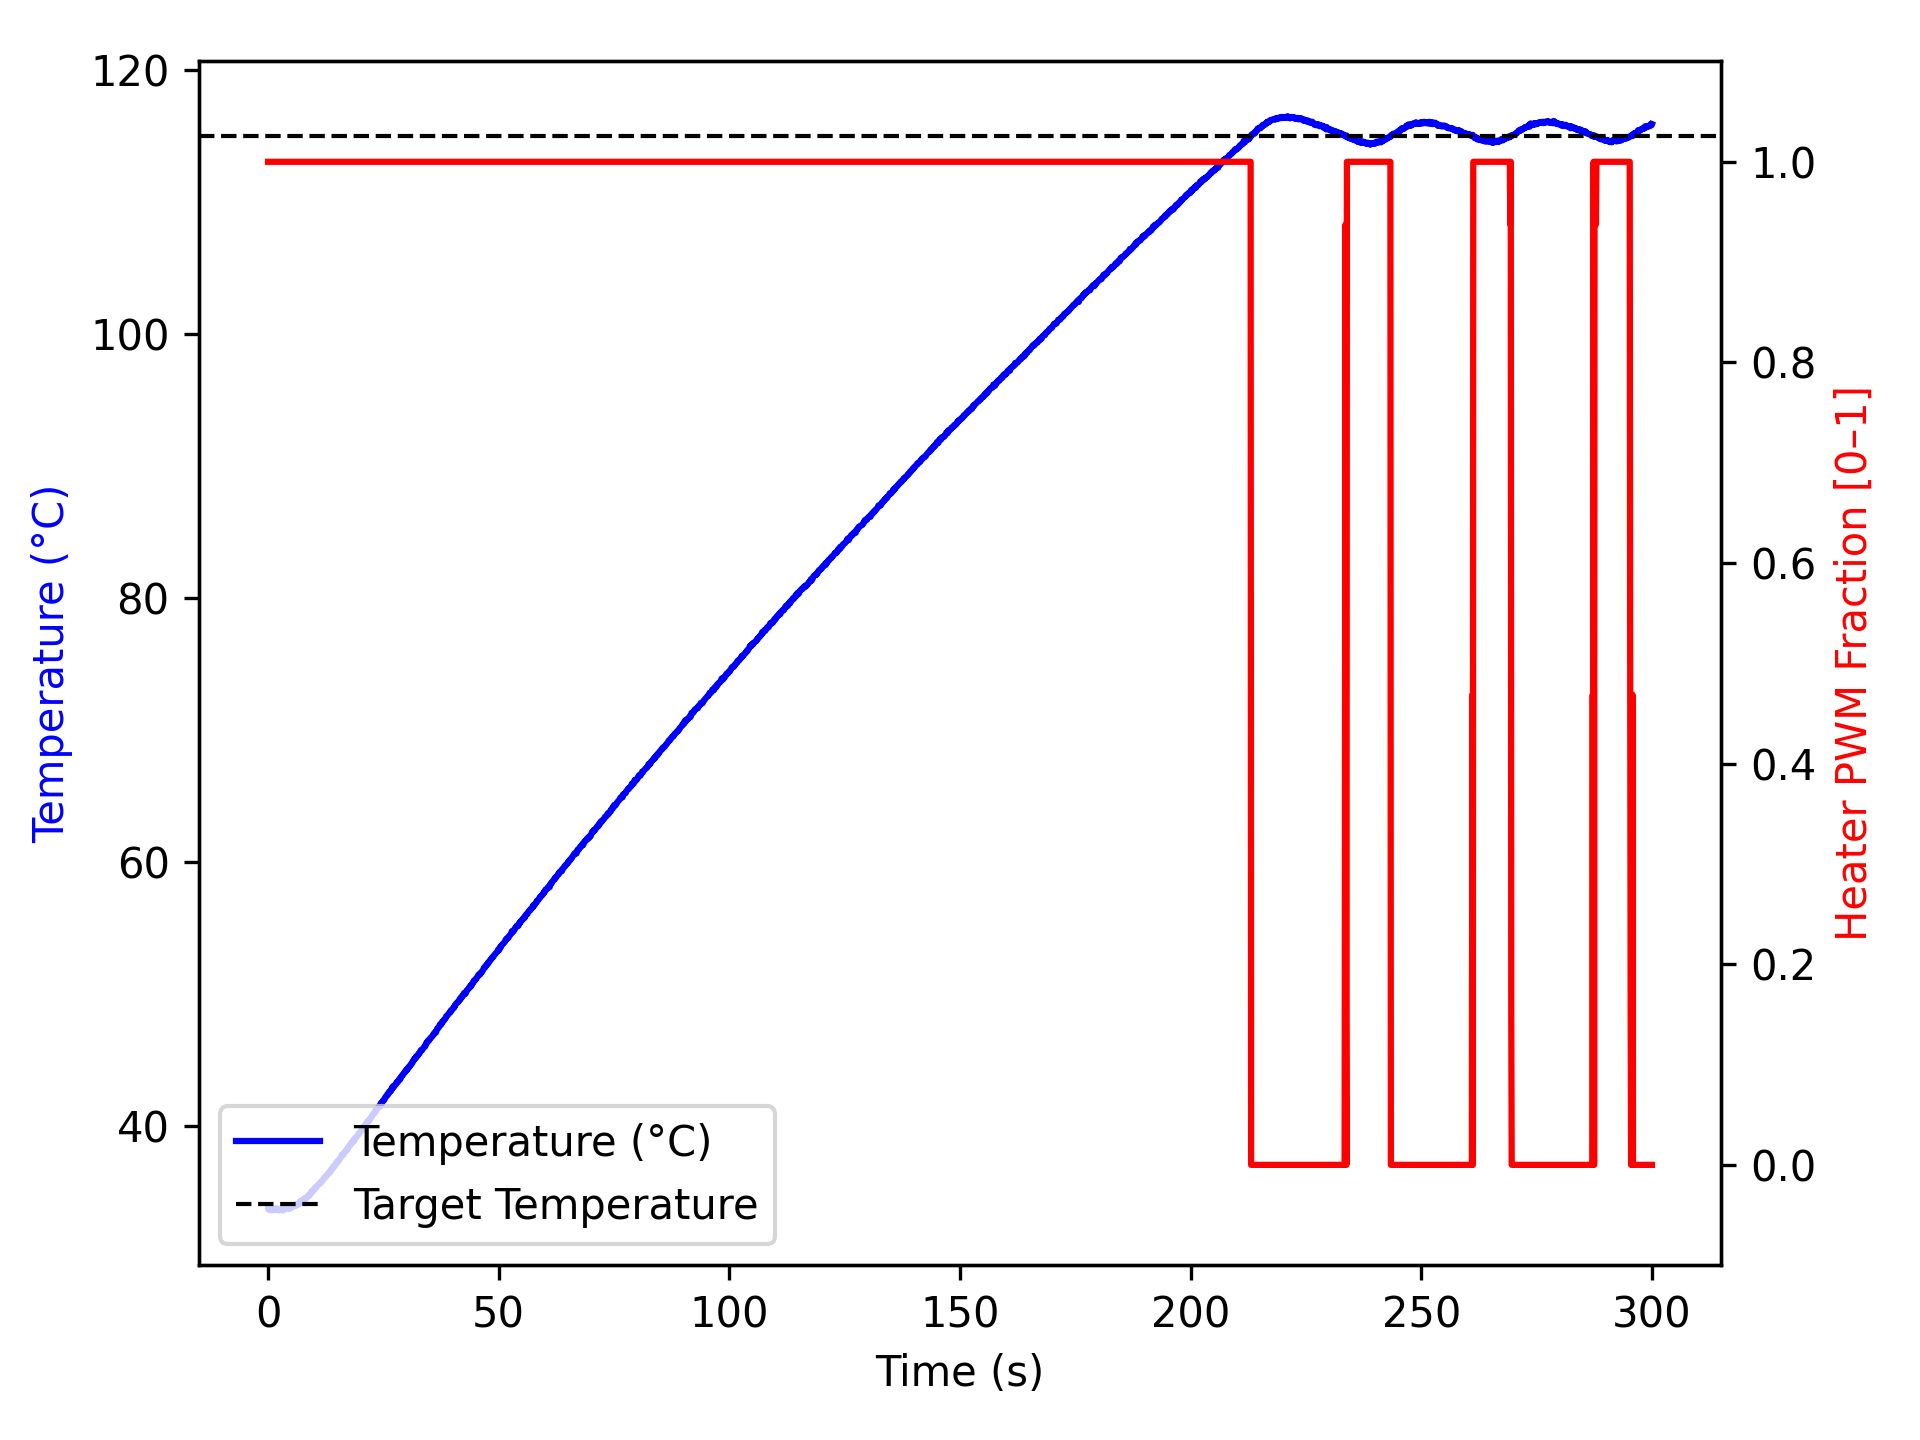 120
100
80
60
40
Temperature (°C)
1.0
0.8
0.6
0.4
0.2
0.0
Heater PWM Fraction [0–1]
Temperature (°C)
Target Temperature
0 50 100 150 200 250 300
Time (s)